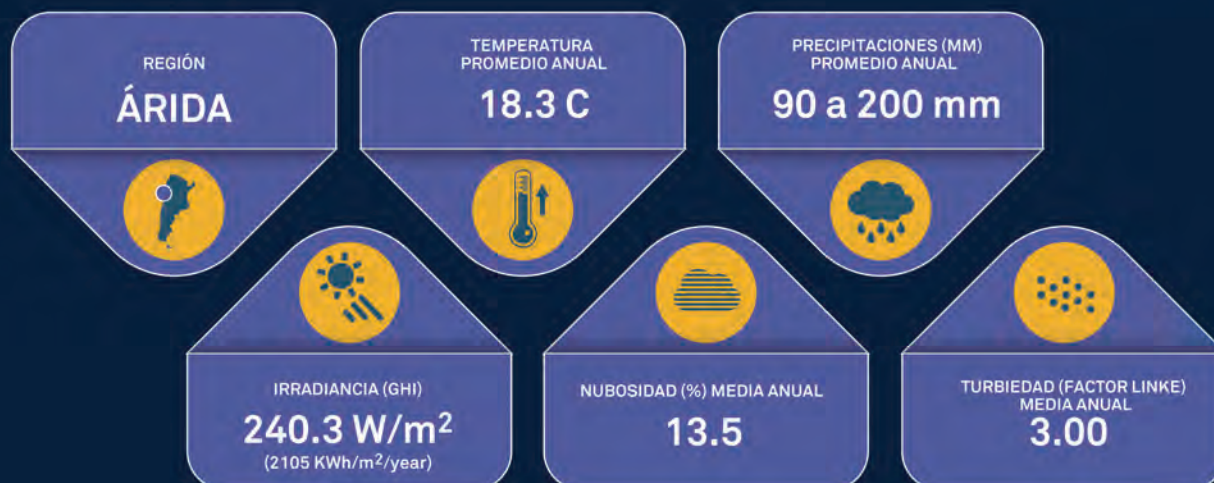 REGIÓN
ÁRIDA
TEMPERATURA
PROMEDIO ANUAL
18.3 C
PRECIPITACIONES (MM)
PROMEDIO ANUAL
90 a 200 mm
IRRADIANCIA (GHI)
240.3 W/m²
(2105 KWh/m²/year)
NUBOSIDAD (%) MEDIA ANUAL
13.5
TURBIEDAD (FACTOR LINKE)
MEDIA ANUAL
3.00